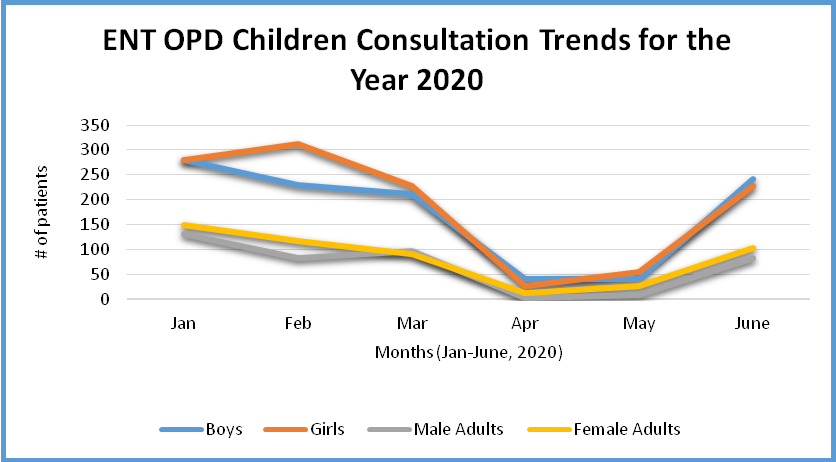 ENT OPD Children Consultation Trends for the
Year 2020
350
300
250
200
150
100
50
0
# of patients
Jan Feb Mar Apr May June
Months (Jan-June, 2020)
Boys Girls Male Adults Female Adults